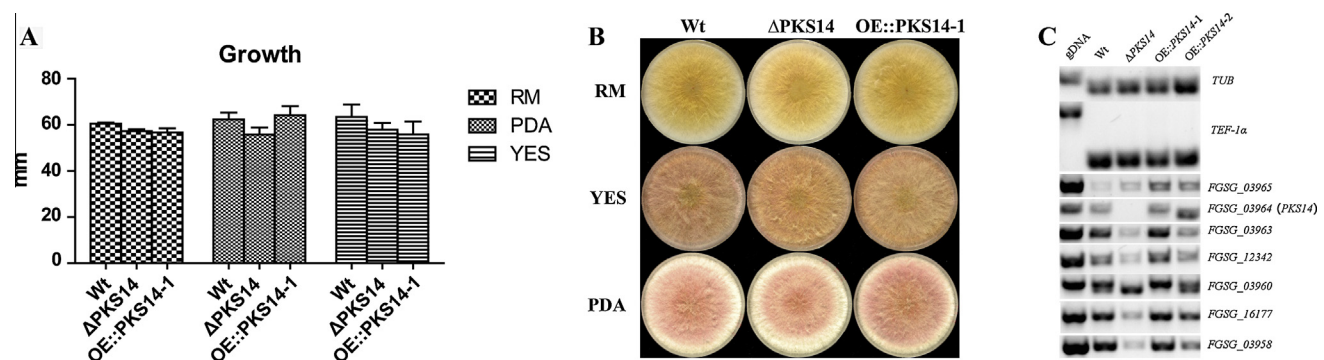 A
Growth
mm
80
60
40
20
0
Wt
ΔPKS14
OE::PKS14-1
Wt
ΔPKS14
OE::PKS14-1
Wt
ΔPKS14
OE::PKS14-1
RM
PDA
YES
B
Wt ΔPKS14 OE::PKS14-1
RM
YES
PDA
C
gDNA
Wt
ΔPKS14
OE::PKS14-1
OE::PKS14-2
TUB
TEF-1α
FGSG_03965
FGSG_03964 (PKS14)
FGSG_03963
FGSG_12342
FGSG_03960
FGSG_16177
FGSG_03958